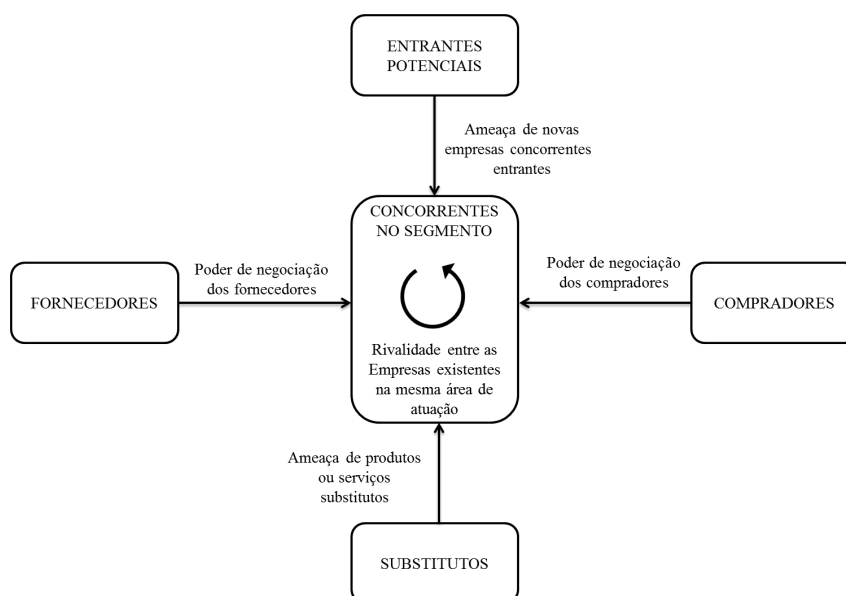 ENTRANTES
POTENCIAIS
Ameaça de novas
empresas concorrentes
entrantes
CONCORRENTES
NO SEGMENTO
Poder de negociação
dos fornecedores
Poder de negociação
dos compradores
FORNECEDORES
COMPRADORES
Rivalidade entre as
Empresas existentes
na mesma área de
atuação
Ameaça de produtos
ou serviços
substitutos
SUBSTITUTOS